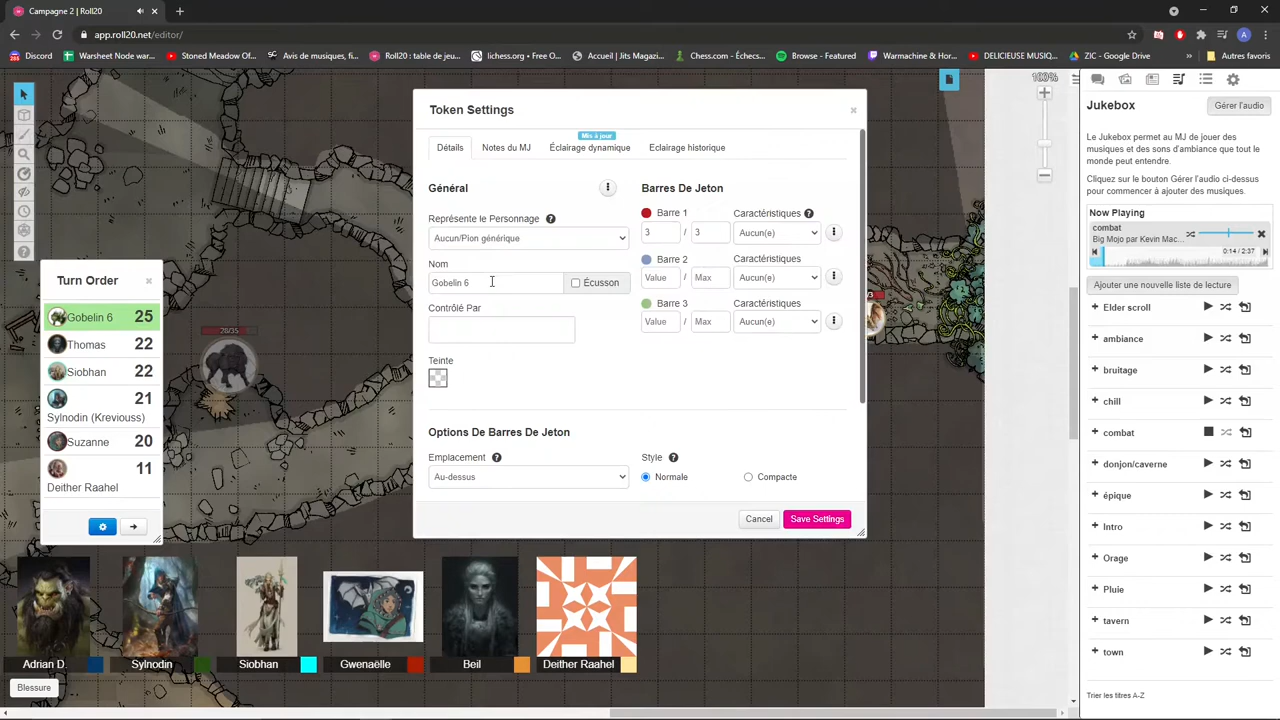 Campagne 2 | Roll20
app.roll20.net/editor/
Discord
Warsheet Node war...
Stoned Meadow Of...
Avis de musiques, fi...
Roll20 : table de jeu...
lichess.org • Free O...
Accueil | Jits Magazi...
Chess.com - Échecs...
Browse - Featured
Warmachine & Hor...
DELICIEUSE MUSIQ...
ZIC - Google Drive
Autres favoris
100%
Token Settings
Mis à jour
Détails
Notes du MJ
Éclairage dynamique
Eclairage historique
Général
Représente le Personnage
Aucun/Pion générique
Nom
Gobelin 6
Écusson
Contrôlé Par
Teinte
Barres De Jeton
Barre 1
Caractéristiques
3 / 3
Aucun(e)
Barre 2
Caractéristiques
Value / Max
Aucun(e)
Barre 3
Caractéristiques
Value / Max
Aucun(e)
Options De Barres De Jeton
Emplacement
Au-dessus
Style
Normale
Compacte
Cancel
Save Settings
Turn Order
Gobelin 6 25
Thomas 22
Siobhan 22
21
Sylnodin (Kreviouss)
Suzanne 20
11
Deither Raahel
Adrian D.
Sylnodin
Siobhan
Gwenaëlle
Beil
Deither Raahel
Blessure
Jukebox
Gérer l'audio
Le Jukebox permet au MJ de jouer des
musiques et des sons d'ambiance que tout le
monde peut entendre.
Cliquez sur le bouton Gérer l'audio ci-dessus
pour commencer à ajouter des musiques.
Now Playing
combat
Big Mojo par Kevin Mac...
0:14 / 2:37
Ajouter une nouvelle liste de lecture
Elder scroll
ambiance
bruitage
chill
combat
donjon/caverne
épique
Intro
Orage
Pluie
tavern
town
Trier les titres A-Z